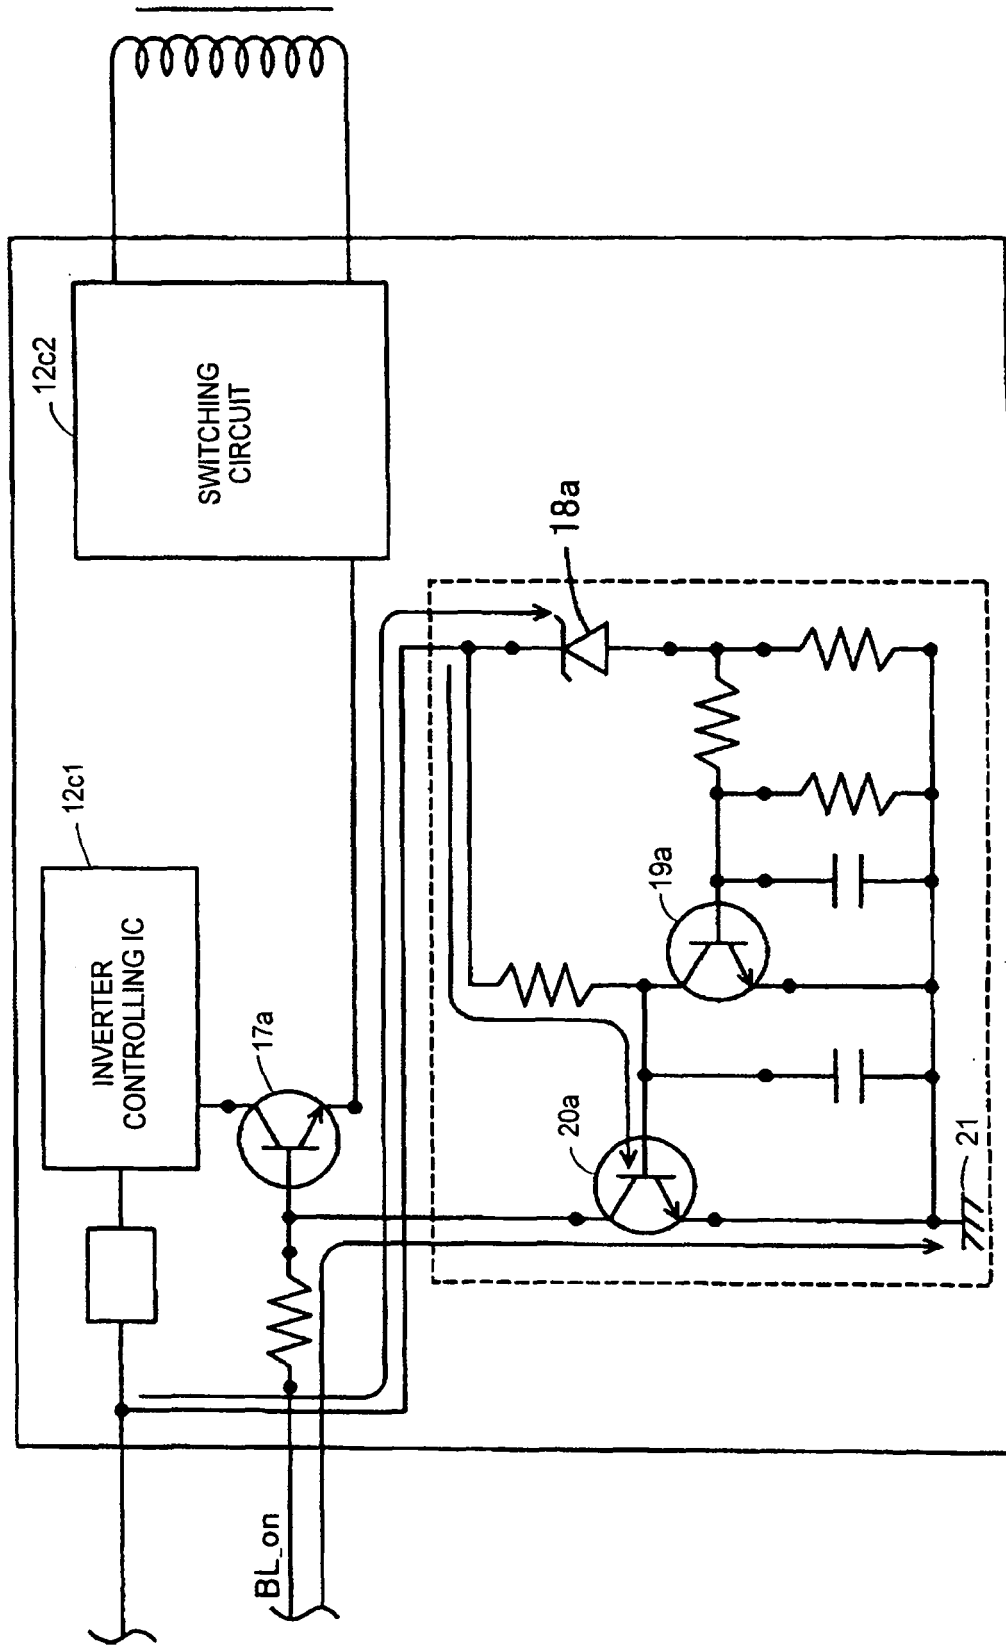 12c2
SWITCHING
CIRCUIT
12c1
INVERTER
CONTROLLING IC
17a
18a
19a
20a
21
BL_on